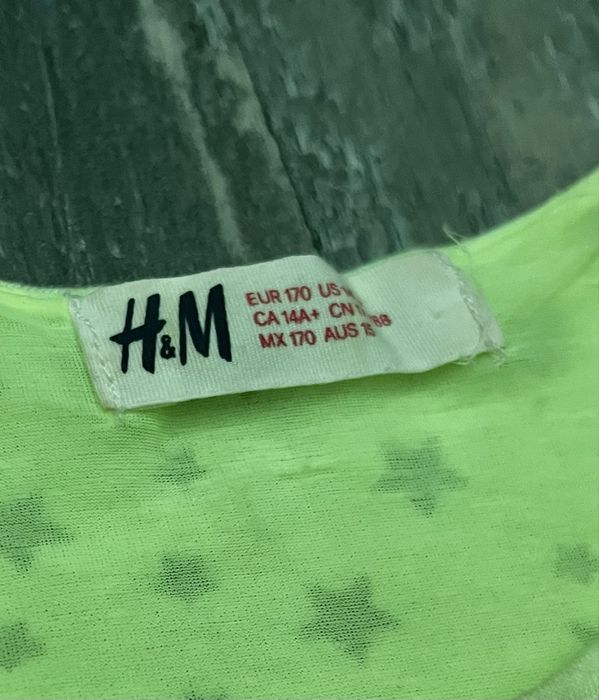 H&M
EUR 170 US
CA 14A+ CN
MX 170 AUS